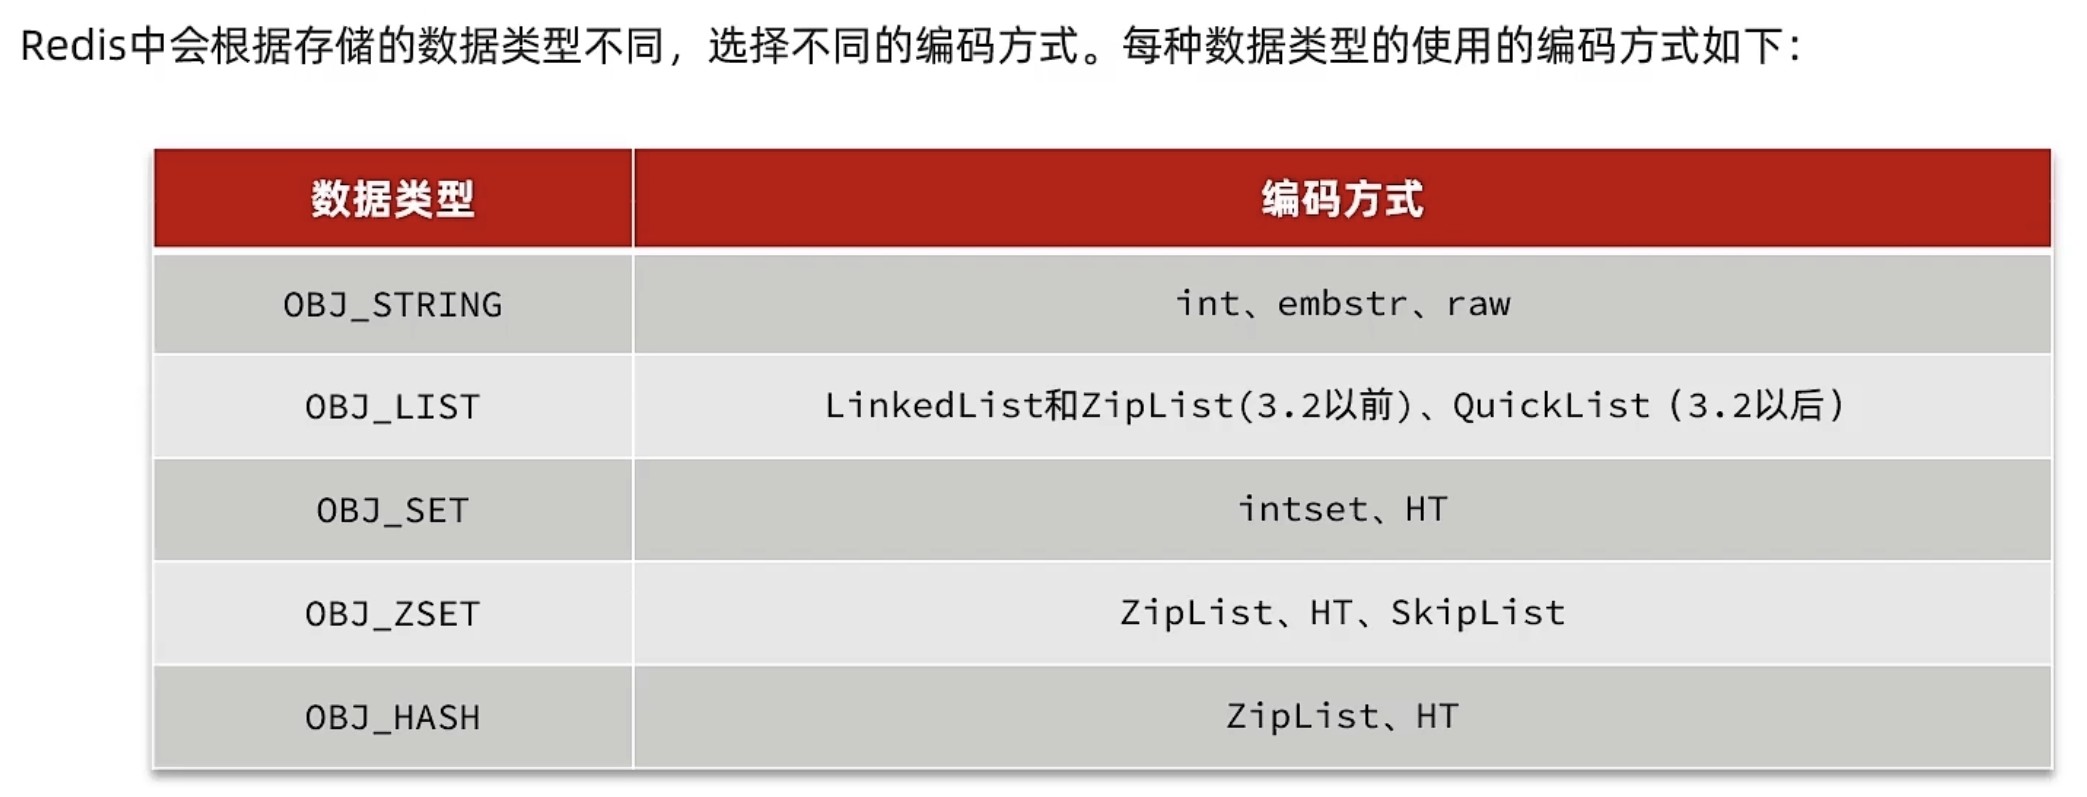 Redis中会根据存储的数据类型不同，选择不同的编码方式。每种数据类型的使用的编码方式如下：
数据类型 编码方式
OBJ_STRING int、embstr、raw
OBJ_LIST LinkedList和ZipList(3.2以前)、QuickList（3.2以后）
OBJ_SET intset、HT
OBJ_ZSET ZipList、HT、SkipList
OBJ_HASH ZipList、HT